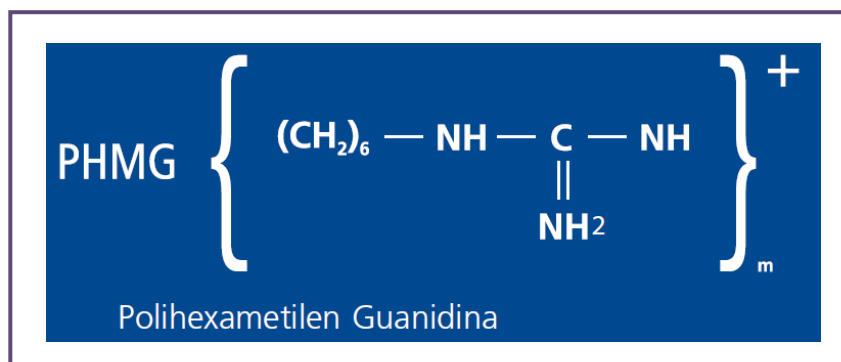 PHMG { (CH₂)₆ — NH — C — NH }+
||
NH2
m
Polihexametilen Guanidina